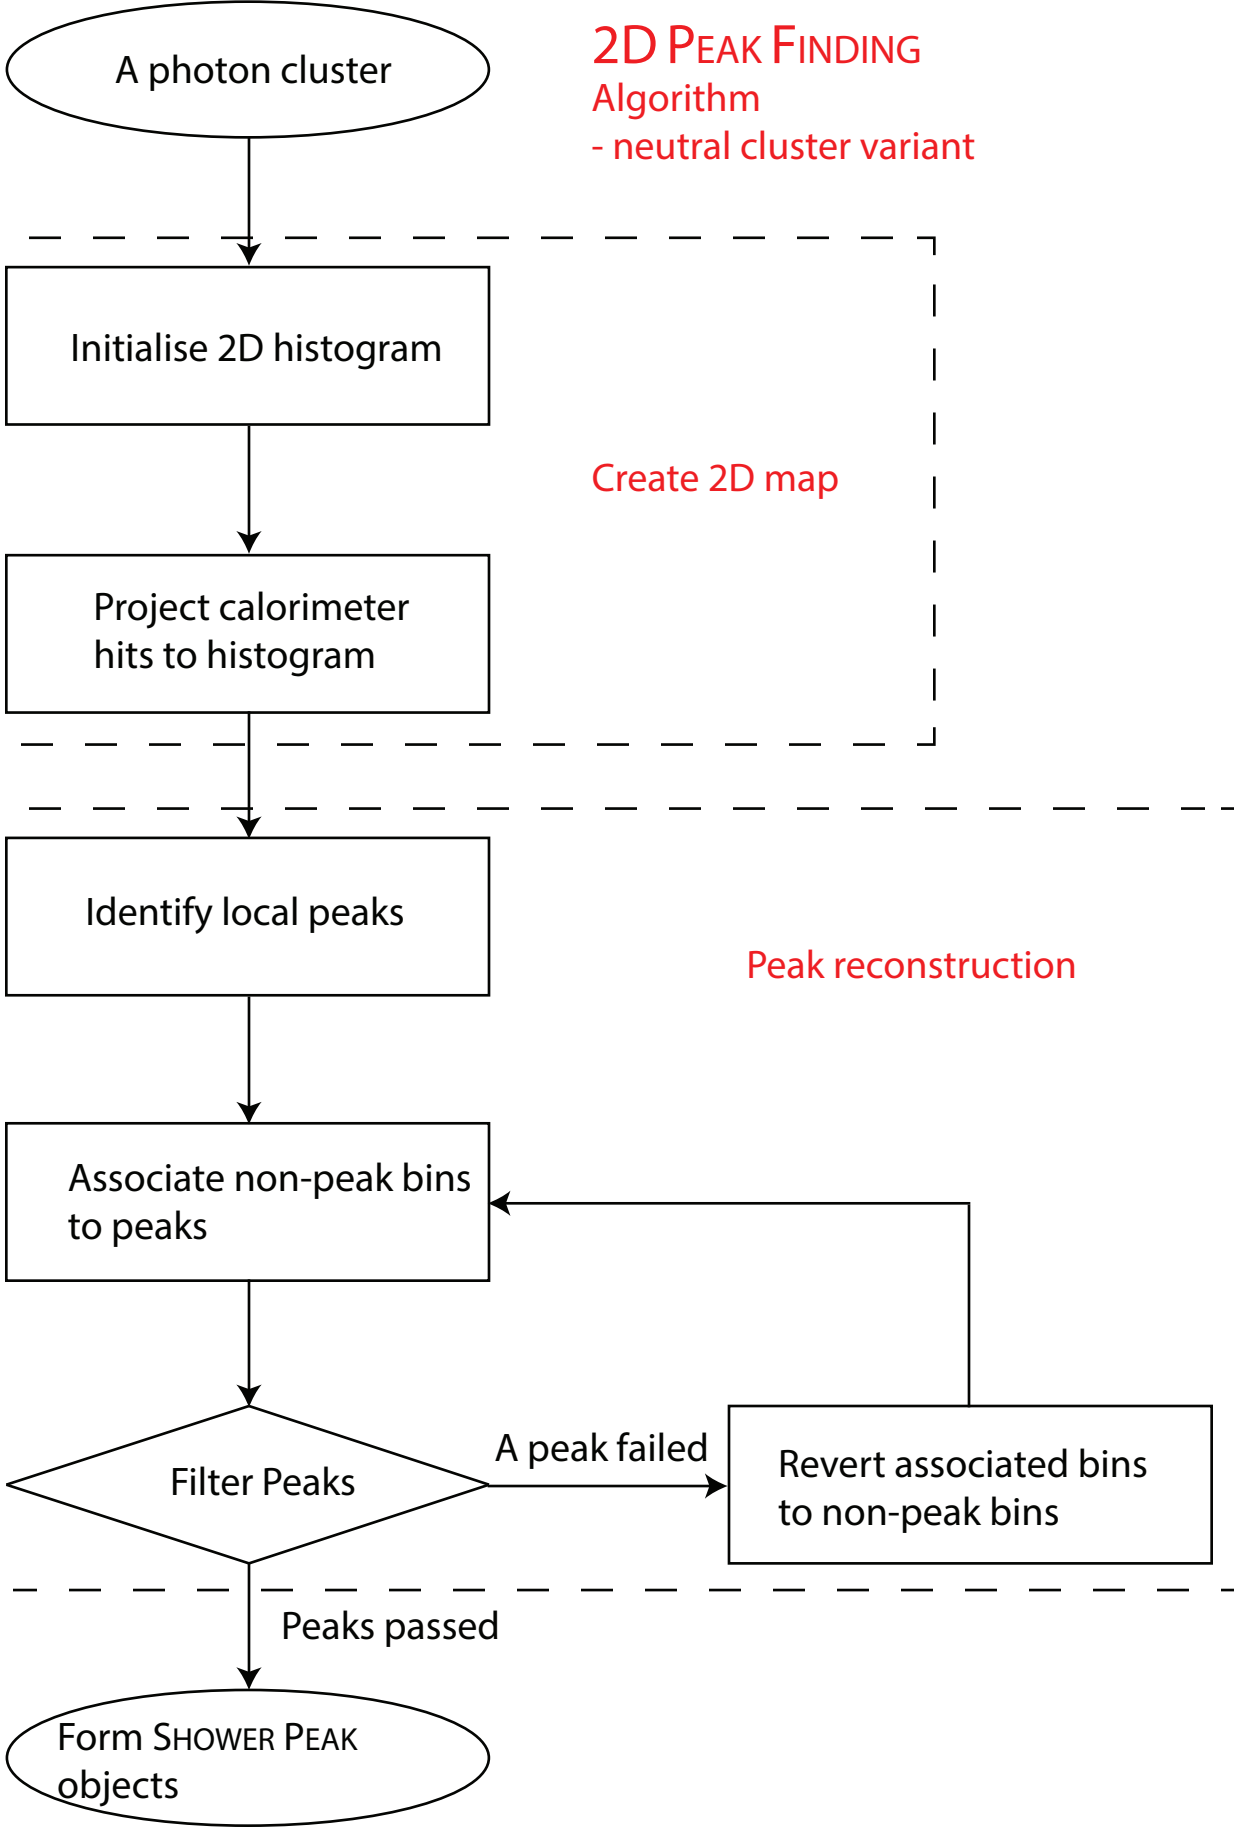 A photon cluster
2D PEAK FINDING
Algorithm
- neutral cluster variant
Initialise 2D histogram
Create 2D map
Project calorimeter
hits to histogram
Identify local peaks
Peak reconstruction
Associate non-peak bins
to peaks
A peak failed
Filter Peaks
Revert associated bins
to non-peak bins
Peaks passed
Form SHOWER PEAK
objects